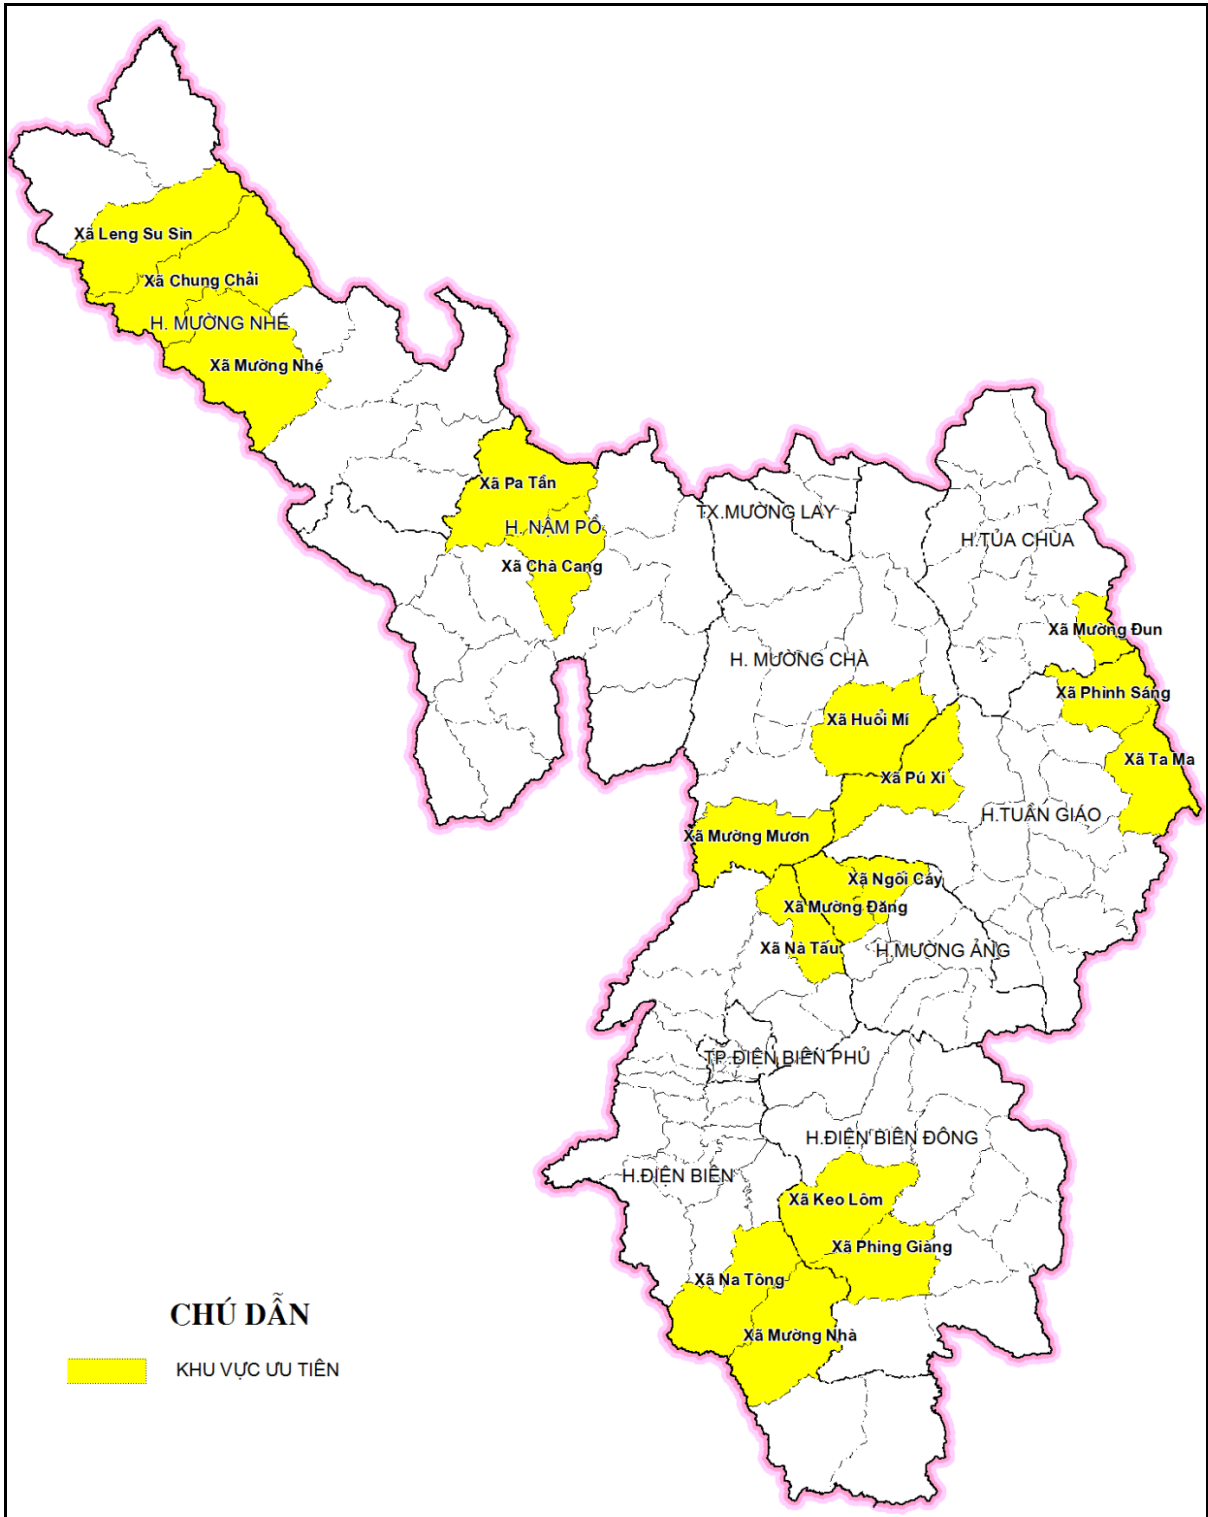 Xã Leng Su Sìn
Xã Chung Chải
H. MƯỜNG NHÉ
Xã Mường Nhé
Xã Pa Tần
H. NẬM PỒ
Xã Chà Cang
TX.MƯỜNG LAY
H.TỦA CHÙA
Xã Mường Đun
H. MƯỜNG CHÀ
Xã Phình Sáng
Xã Huổi Mí
Xã Ta Ma
Xã Pú Xi
H.TUẦN GIÁO
Xã Mường Mươn
Xã Ngối Cáy
Xã Mường Đăng
Xã Nà Tấu
H.MƯỜNG ẢNG
TP.ĐIỆN BIÊN PHỦ
H.ĐIỆN BIÊN ĐÔNG
H.ĐIỆN BIÊN
Xã Keo Lôm
Xã Phing Giàng
Xã Na Tông
Xã Mường Nhà
CHÚ DẪN
KHU VỰC ƯU TIÊN